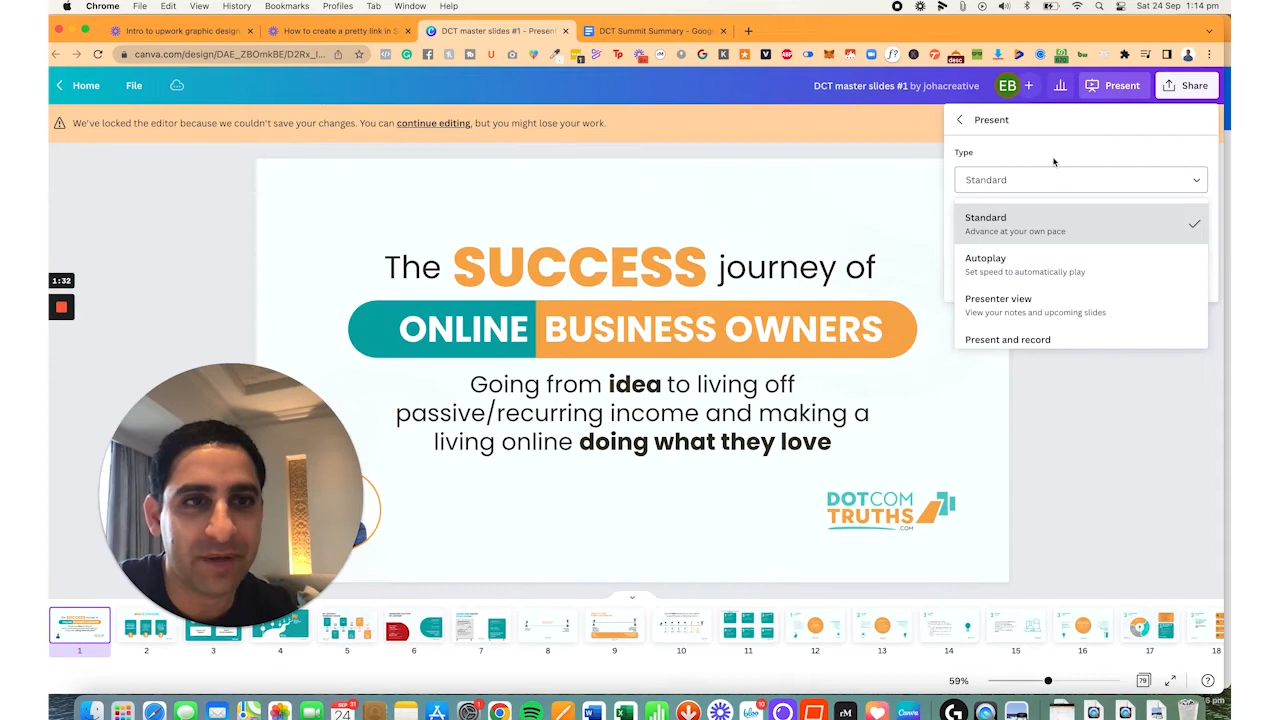 Chrome File Edit View History Bookmarks Profiles Tab Window Help
Sat 24 Sep 1:14 pm
Intro to upwork graphic design
How to create a pretty link in S
DCT master slides #1 - Present
DCT Summit Summary - Goog
canva.com/design/DAE_ZBOmkBE/D2Rx_l...
Home File
DCT master slides #1 by johacreative
EB
Present
Share
We've locked the editor because we couldn't save your changes. You can continue editing, but you might lose your work.
Present
Type
Standard
Standard
Advance at your own pace
Autoplay
Set speed to automatically play
Presenter view
View your notes and upcoming slides
Present and record
1:32
The SUCCESS journey of
ONLINE BUSINESS OWNERS
Going from idea to living off
passive/recurring income and making a
living online doing what they love
DOTCOM
TRUTHS
.COM
1 2 3 4 5 6 7 8 9 10 11 12 13 14 15 16 17 18
59%
79